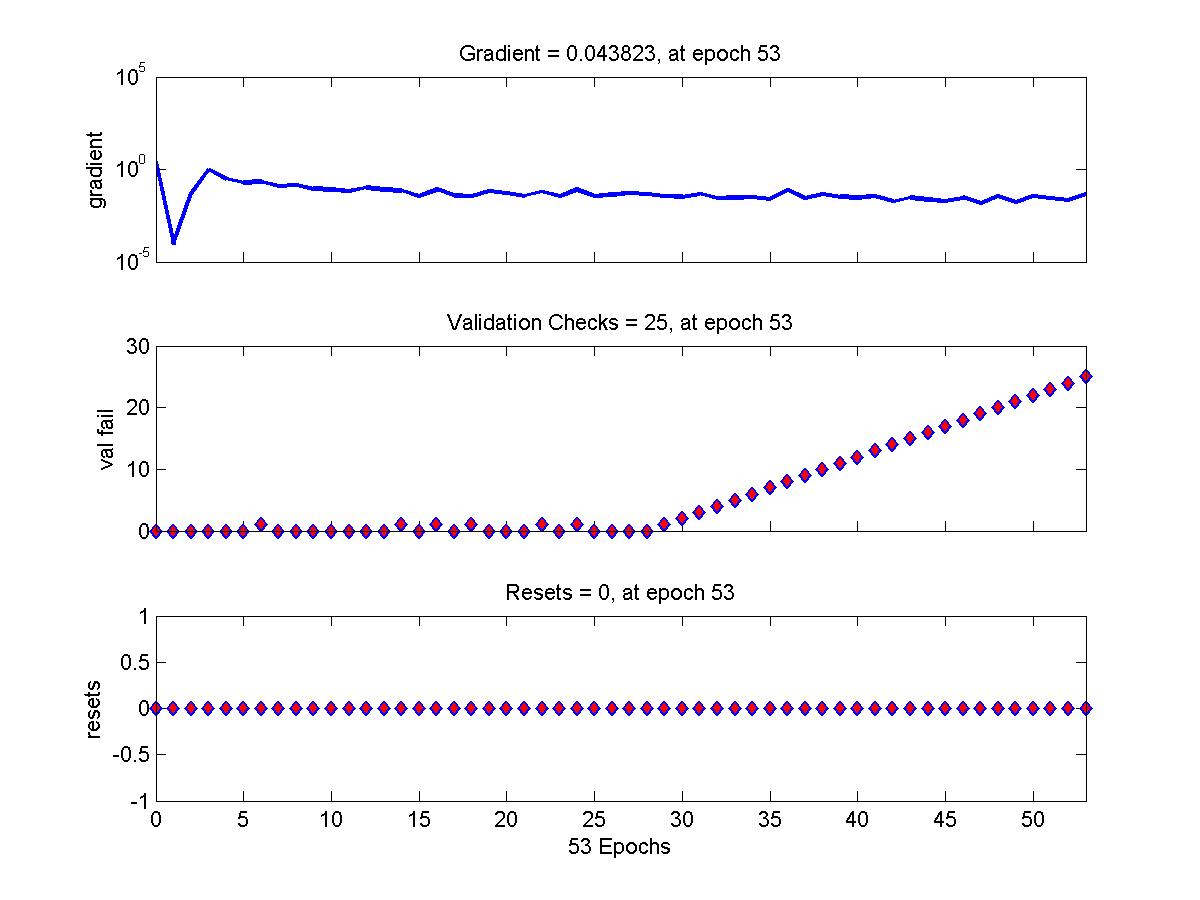 Gradient = 0.043823, at epoch 53
10^5
10^0
10^-5
gradient
Validation Checks = 25, at epoch 53
30
20
10
0
val fail
Resets = 0, at epoch 53
1
0.5
0
-0.5
-1
resets
0 5 10 15 20 25 30 35 40 45 50
53 Epochs